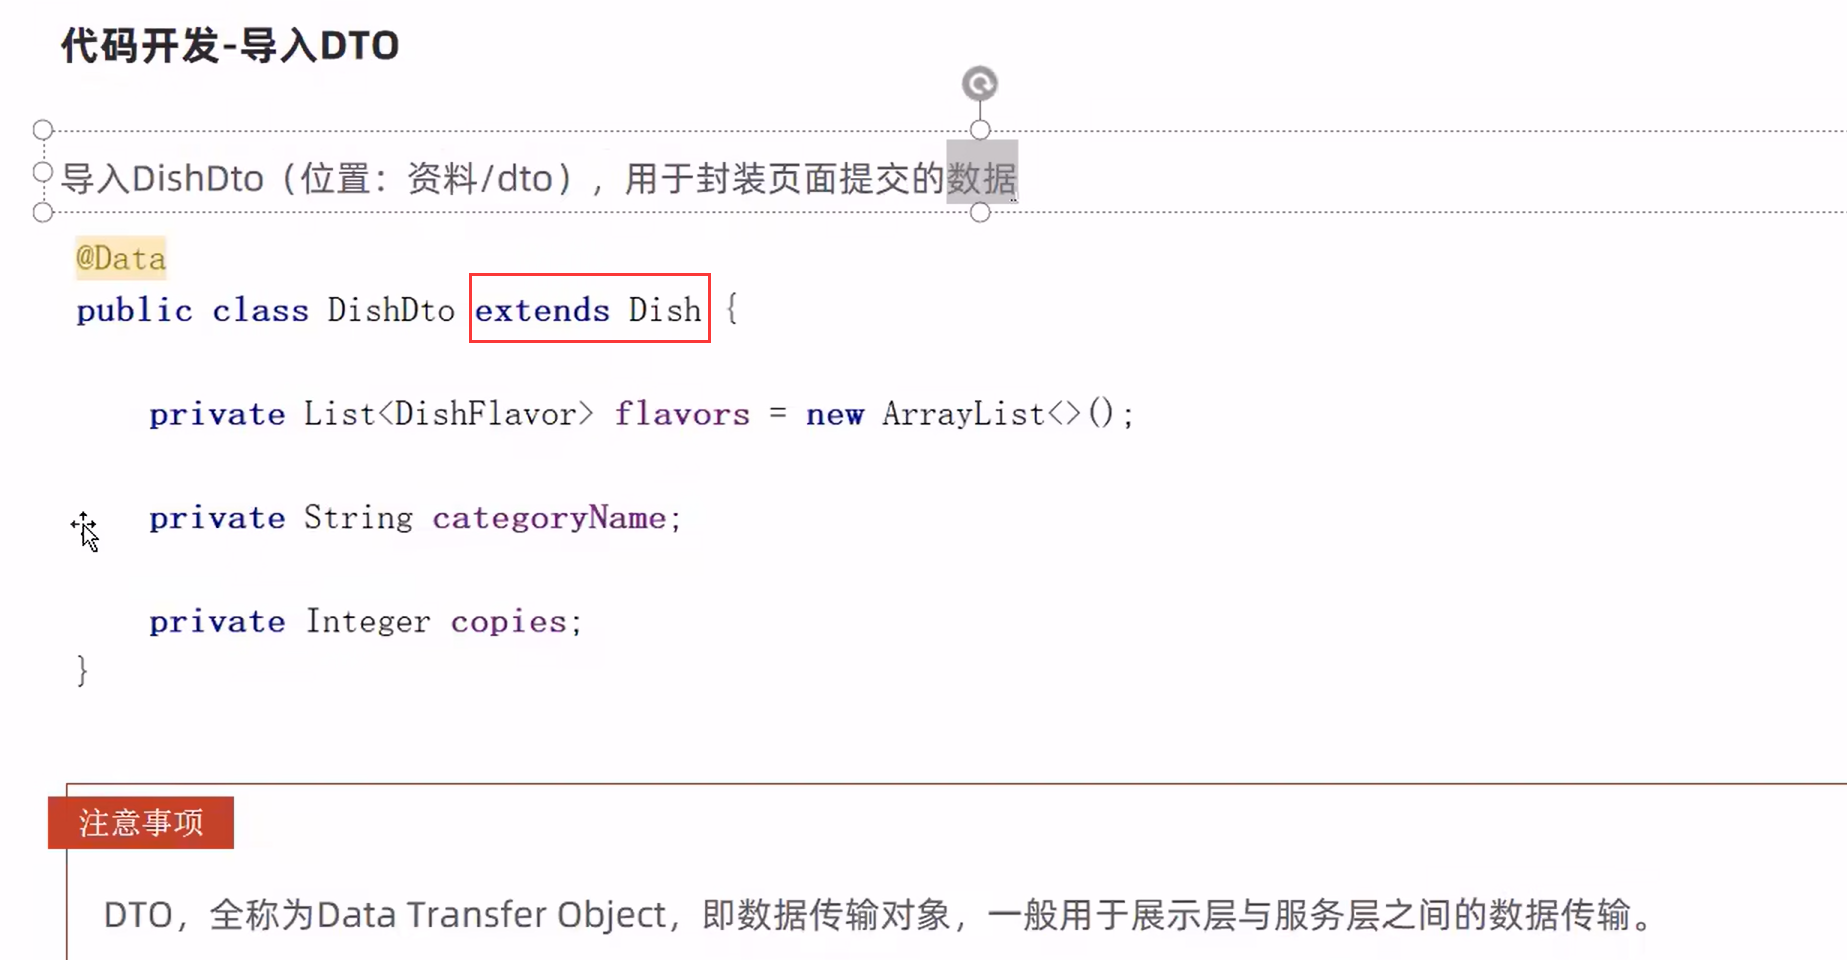 代码开发-导入DTO
导入DishDto（位置：资料/dto），用于封装页面提交的数据
@Data
public class DishDto extends Dish {
private List<DishFlavor> flavors = new ArrayList<>();
private String categoryName;
private Integer copies;
}
注意事项
DTO，全称为Data Transfer Object，即数据传输对象，一般用于展示层与服务层之间的数据传输。